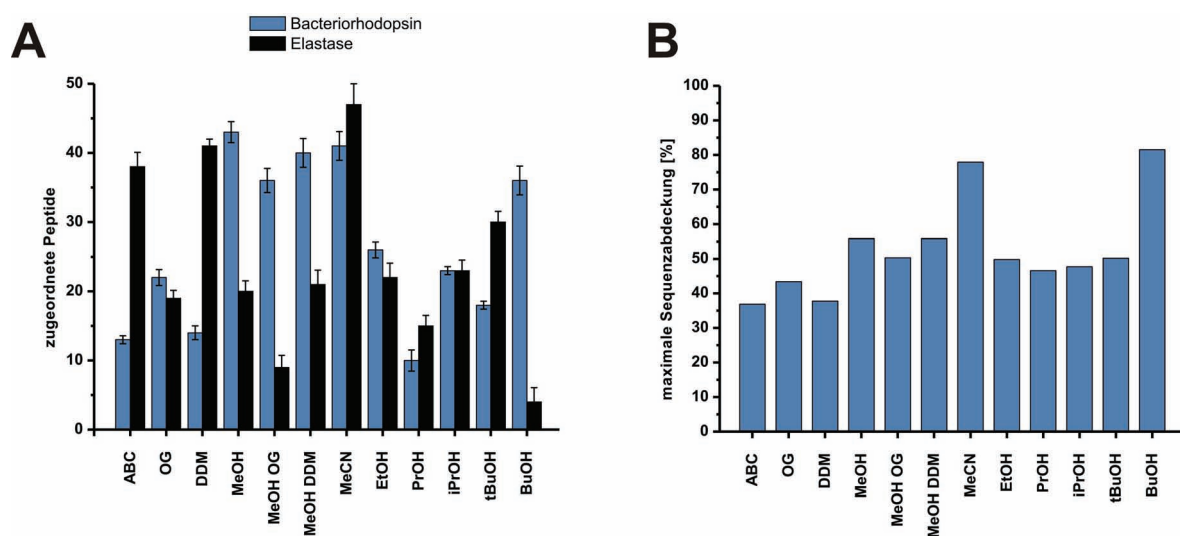 A
Bacteriorhodopsin
Elastase
zugeordnete Peptide
50
40
30
20
10
0
ABC
OG
DDM
MeOH
MeOH OG
MeOH DDM
MeCN
EtOH
PrOH
iPrOH
tBuOH
BuOH
B
maximale Sequenzabdeckung [%]
100
90
80
70
60
50
40
30
20
10
0
ABC
OG
DDM
MeOH
MeOH OG
MeOH DDM
MeCN
EtOH
PrOH
iPrOH
tBuOH
BuOH